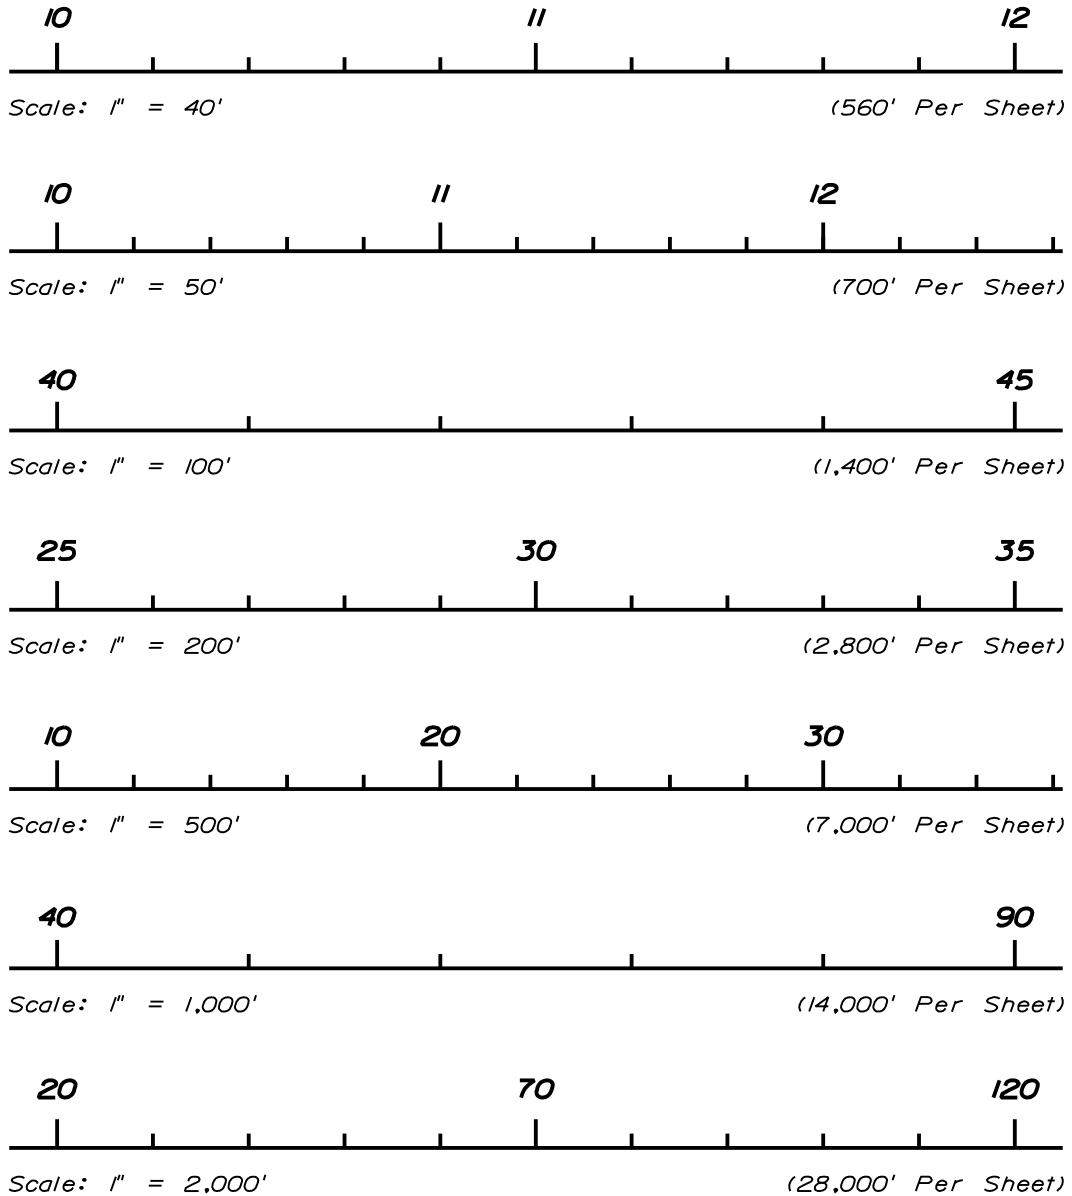 10 11 12
Scale: 1" = 40' (560' Per Sheet)
10 11 12
Scale: 1" = 50' (700' Per Sheet)
40 45
Scale: 1" = 100' (1,400' Per Sheet)
25 30 35
Scale: 1" = 200' (2,800' Per Sheet)
10 20 30
Scale: 1" = 500' (7,000' Per Sheet)
40 90
Scale: 1" = 1,000' (14,000' Per Sheet)
20 70 120
Scale: 1" = 2,000' (28,000' Per Sheet)